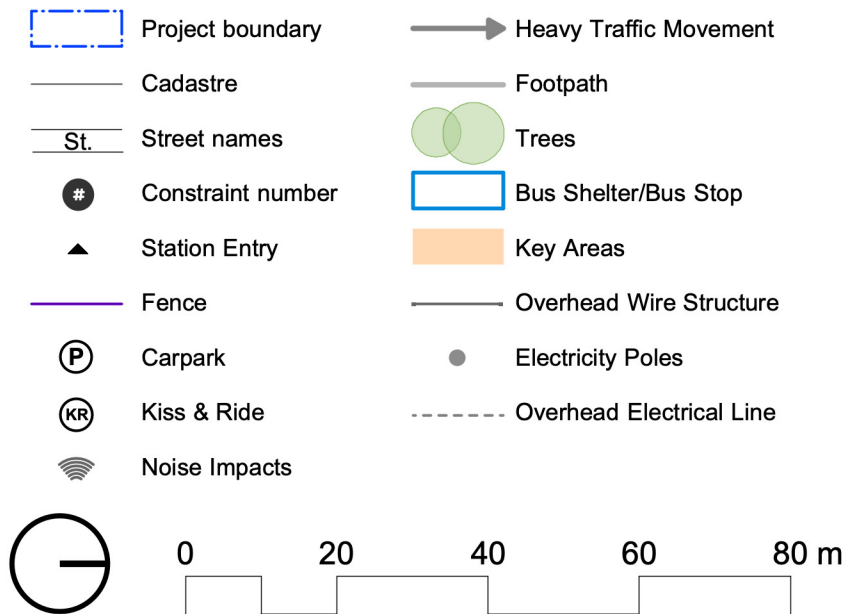 Project boundary
Cadastre
St. Street names
# Constraint number
Station Entry
Fence
P Carpark
KR Kiss & Ride
Noise Impacts
Heavy Traffic Movement
Footpath
Trees
Bus Shelter/Bus Stop
Key Areas
Overhead Wire Structure
Electricity Poles
Overhead Electrical Line
0 20 40 60 80 m